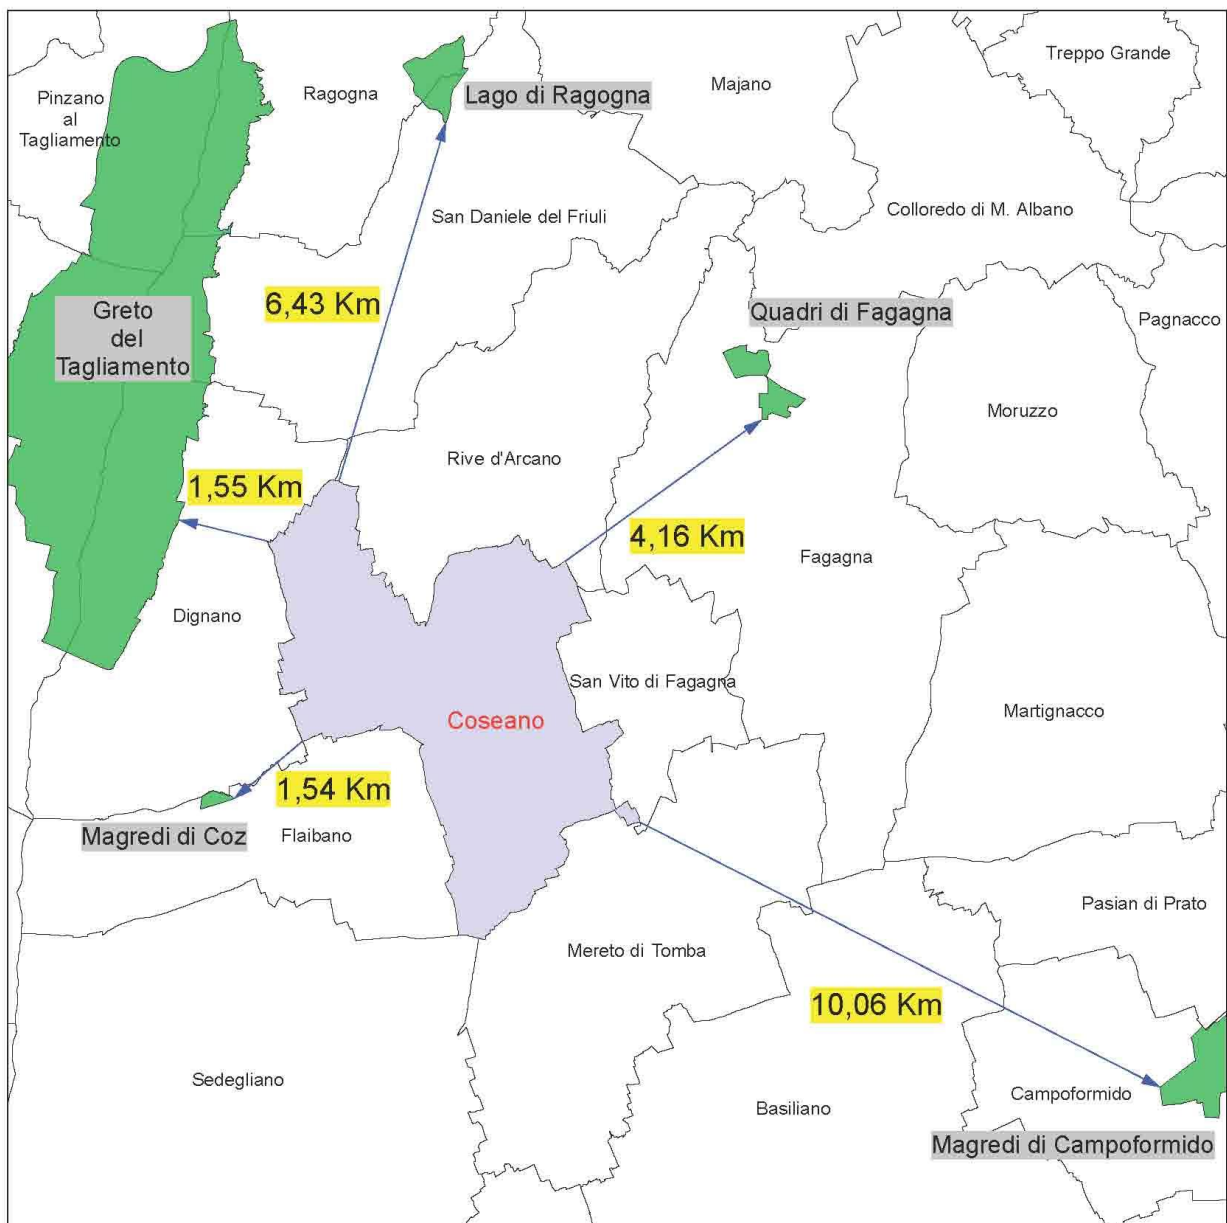 Treppo Grande
Pinzano
al
Tagliamento
Ragogna
Lago di Ragogna
Majano
San Daniele del Friuli
Colloredo di M. Albano
6,43 Km
Greto
del
Tagliamento
Quadri di Fagagna
Pagnacco
Moruzzo
Rive d'Arcano
1,55 Km
4,16 Km
Fagagna
Dignano
San Vito di Fagagna
Coseano
Martignacco
1,54 Km
Magredi di Coz
Flaibano
Pasian di Prato
Mereto di Tomba
10,06 Km
Sedegliano
Basiliano
Campoformido
Magredi di Campoformido